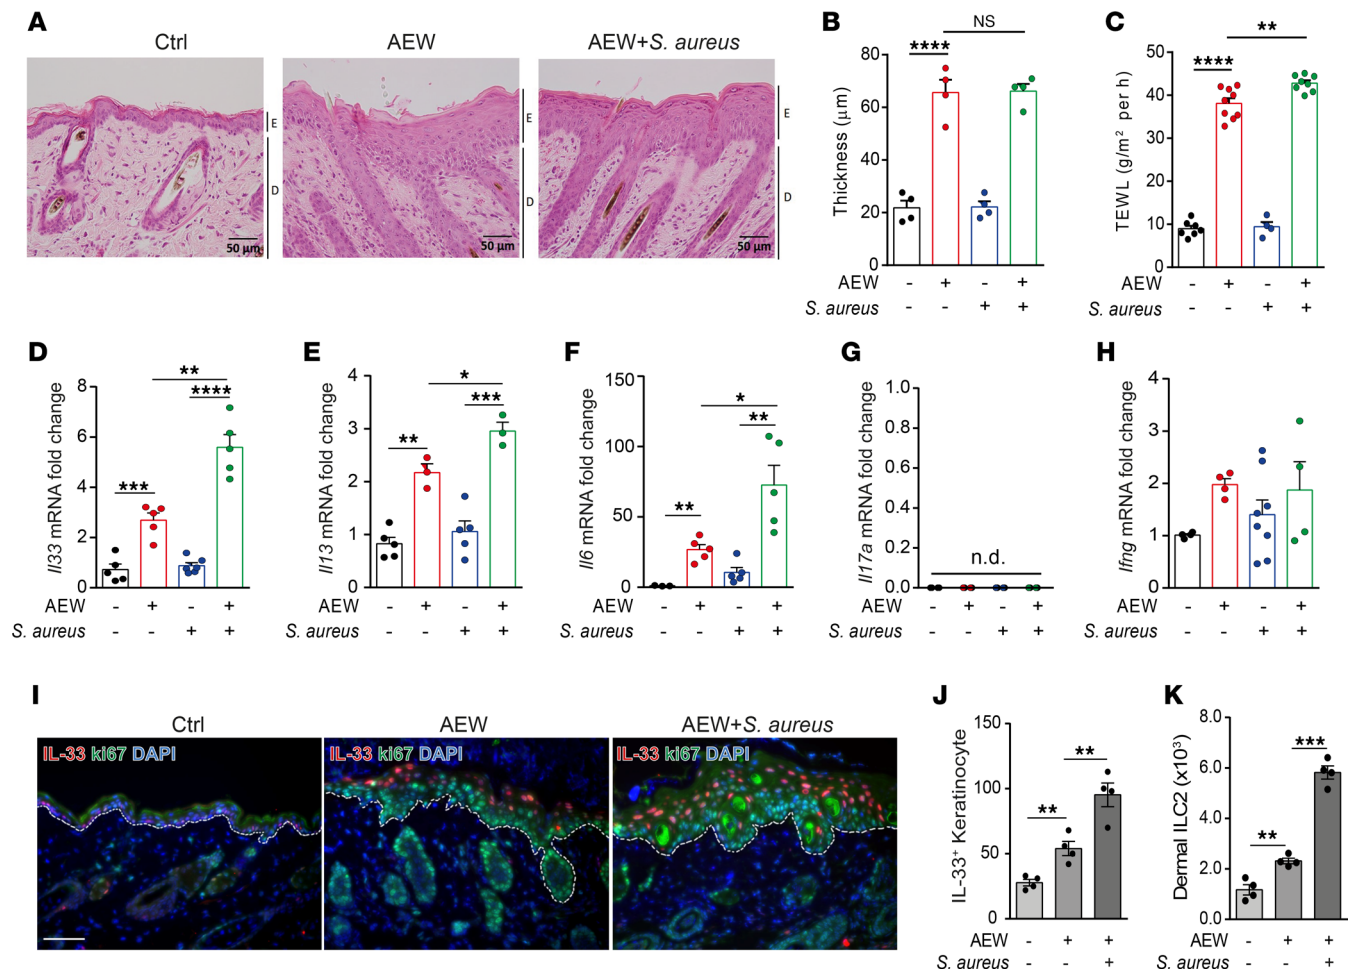 A
Ctrl
AEW
AEW+S. aureus
E
D
50 µm
E
D
50 µm
E
D
50 µm
B
NS
****
Thickness (µm)
80
60
40
20
0
AEW - + - +
S. aureus - - + +
C
**
****
TEWL (g/m² per h)
50
40
30
20
10
0
AEW - + - +
S. aureus - - + +
D
**
****
***
Il33 mRNA fold change
8
6
4
2
0
AEW - + - +
S. aureus - - + +
E
*
***
**
Il13 mRNA fold change
4
3
2
1
0
AEW - + - +
S. aureus - - + +
F
*
**
**
Il6 mRNA fold change
150
100
50
0
AEW - + - +
S. aureus - - + +
G
Il17a mRNA fold change
1.0
0.8
0.6
0.4
0.2
0.0
n.d.
AEW - + - +
S. aureus - - + +
H
Ifng mRNA fold change
4
3
2
1
0
AEW - + - +
S. aureus - - + +
I
Ctrl
AEW
AEW+S. aureus
IL-33 ki67 DAPI
IL-33 ki67 DAPI
IL-33 ki67 DAPI
J
**
**
IL-33⁺ Keratinocyte
150
100
50
0
AEW - + +
S. aureus - - +
K
***
**
Dermal ILC2 (x10³)
8.0
6.0
4.0
2.0
0.0
AEW - + +
S. aureus - - +